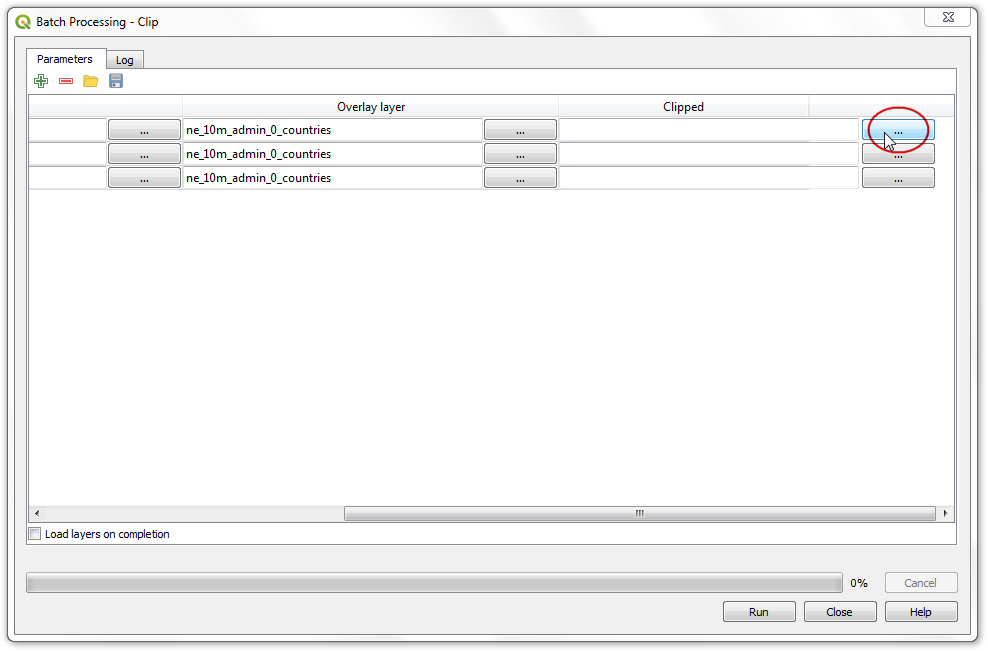 Batch Processing - Clip
Parameters Log
Overlay layer Clipped
... ne_10m_admin_0_countries ... ...
... ne_10m_admin_0_countries ... ...
... ne_10m_admin_0_countries ... ...
Load layers on completion
0% Cancel
Run Close Help